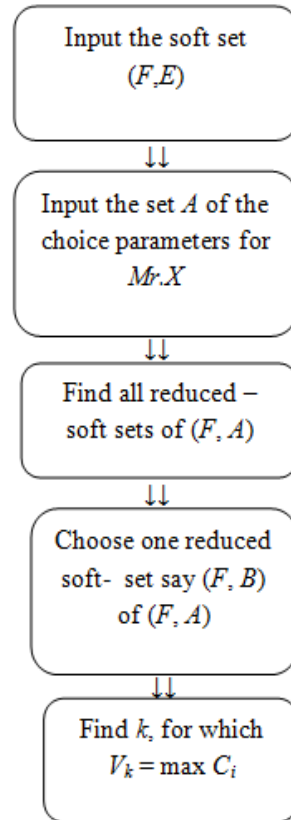 Input the soft set
(F,E)
↓↓
Input the set A of the
choice parameters for
Mr.X
↓↓
Find all reduced –
soft sets of (F, A)
↓↓
Choose one reduced
soft- set say (F, B)
of (F, A)
↓↓
Find k, for which
Vₖ = max Cᵢ